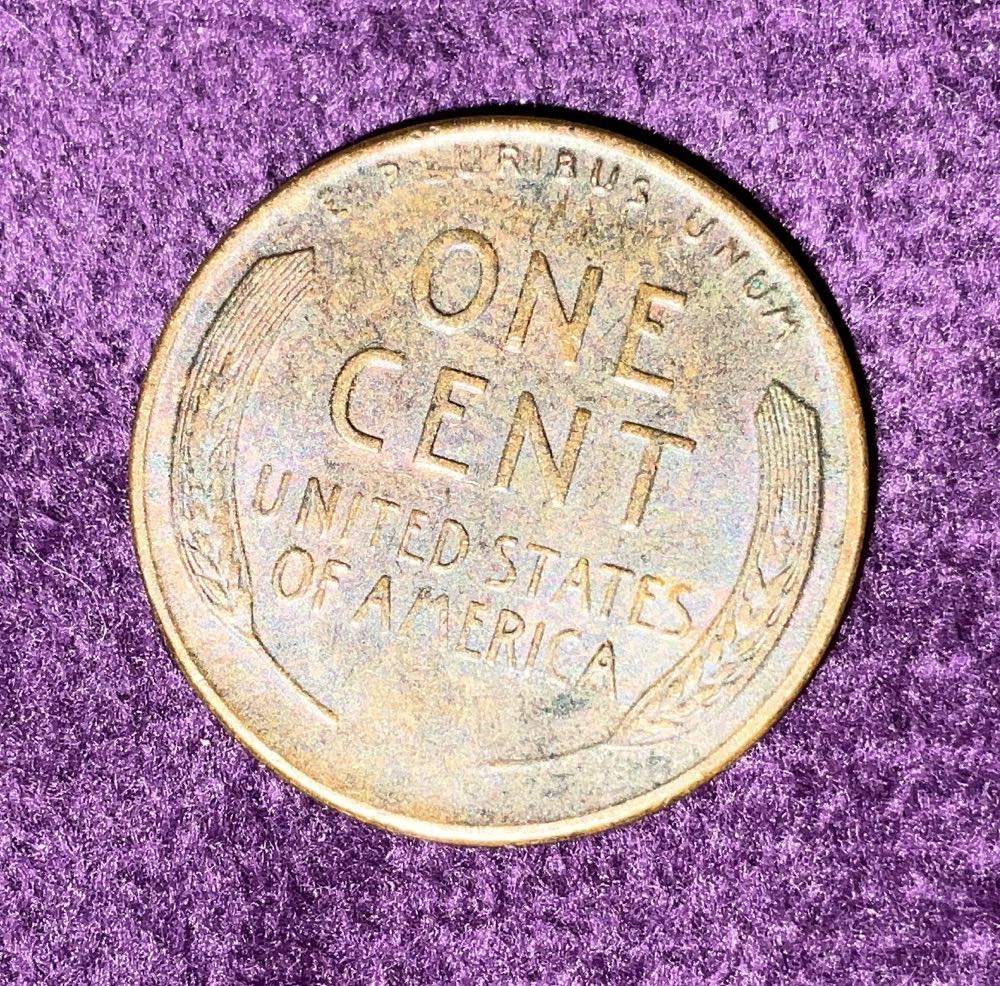 E PLURIBUS UNUM
ONE
CENT
UNITED STATES
OF AMERICA